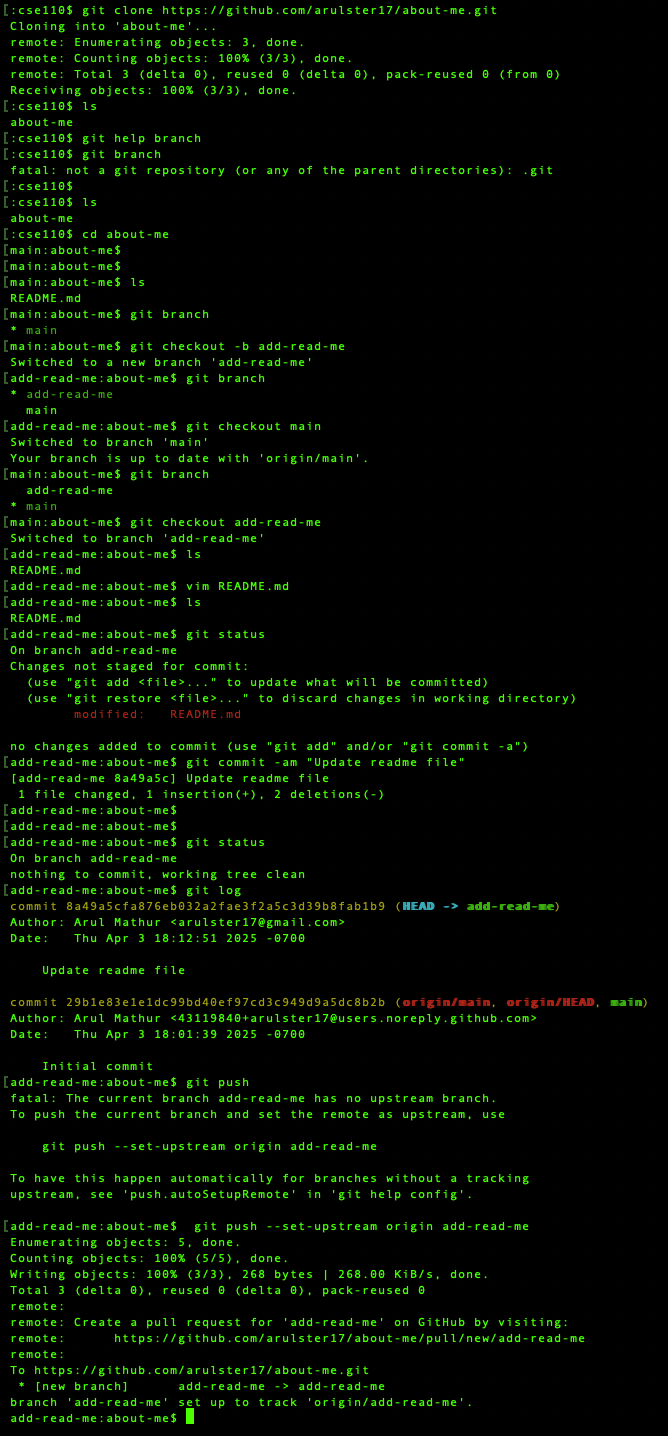 [:cse110$ git clone https://github.com/arulster17/about-me.git
Cloning into 'about-me'...
remote: Enumerating objects: 3, done.
remote: Counting objects: 100% (3/3), done.
remote: Total 3 (delta 0), reused 0 (delta 0), pack-reused 0 (from 0)
Receiving objects: 100% (3/3), done.
[:cse110$ ls
about-me
[:cse110$ git help branch
[:cse110$ git branch
fatal: not a git repository (or any of the parent directories): .git
[:cse110$
[:cse110$ ls
about-me
[:cse110$ cd about-me
[main:about-me$
[main:about-me$
[main:about-me$ ls
README.md
[main:about-me$ git branch
* main
[main:about-me$ git checkout -b add-read-me
Switched to a new branch 'add-read-me'
[add-read-me:about-me$ git branch
* add-read-me
  main
[add-read-me:about-me$ git checkout main
Switched to branch 'main'
Your branch is up to date with 'origin/main'.
[main:about-me$ git branch
  add-read-me
* main
[main:about-me$ git checkout add-read-me
Switched to branch 'add-read-me'
[add-read-me:about-me$ ls
README.md
[add-read-me:about-me$ vim README.md
[add-read-me:about-me$ ls
README.md
[add-read-me:about-me$ git status
On branch add-read-me
Changes not staged for commit:
  (use "git add <file>..." to update what will be committed)
  (use "git restore <file>..." to discard changes in working directory)
        modified:   README.md

no changes added to commit (use "git add" and/or "git commit -a")
[add-read-me:about-me$ git commit -am "Update readme file"
[add-read-me 8a49a5c] Update readme file
 1 file changed, 1 insertion(+), 2 deletions(-)
[add-read-me:about-me$
[add-read-me:about-me$
[add-read-me:about-me$ git status
On branch add-read-me
nothing to commit, working tree clean
[add-read-me:about-me$ git log
commit 8a49a5cfa876eb032a2fae3f2a5c3d39b8fab1b9 (HEAD -> add-read-me)
Author: Arul Mathur <arulster17@gmail.com>
Date:   Thu Apr 3 18:12:51 2025 -0700

    Update readme file

commit 29b1e83e1e1dc99bd40ef97cd3c949d9a5dc8b2b (origin/main, origin/HEAD, main)
Author: Arul Mathur <43119840+arulster17@users.noreply.github.com>
Date:   Thu Apr 3 18:01:39 2025 -0700

    Initial commit
[add-read-me:about-me$ git push
fatal: The current branch add-read-me has no upstream branch.
To push the current branch and set the remote as upstream, use

    git push --set-upstream origin add-read-me

To have this happen automatically for branches without a tracking
upstream, see 'push.autoSetupRemote' in 'git help config'.

[add-read-me:about-me$  git push --set-upstream origin add-read-me
Enumerating objects: 5, done.
Counting objects: 100% (5/5), done.
Writing objects: 100% (3/3), 268 bytes | 268.00 KiB/s, done.
Total 3 (delta 0), reused 0 (delta 0), pack-reused 0
remote:
remote: Create a pull request for 'add-read-me' on GitHub by visiting:
remote:      https://github.com/arulster17/about-me/pull/new/add-read-me
remote:
To https://github.com/arulster17/about-me.git
 * [new branch]      add-read-me -> add-read-me
branch 'add-read-me' set up to track 'origin/add-read-me'.
add-read-me:about-me$